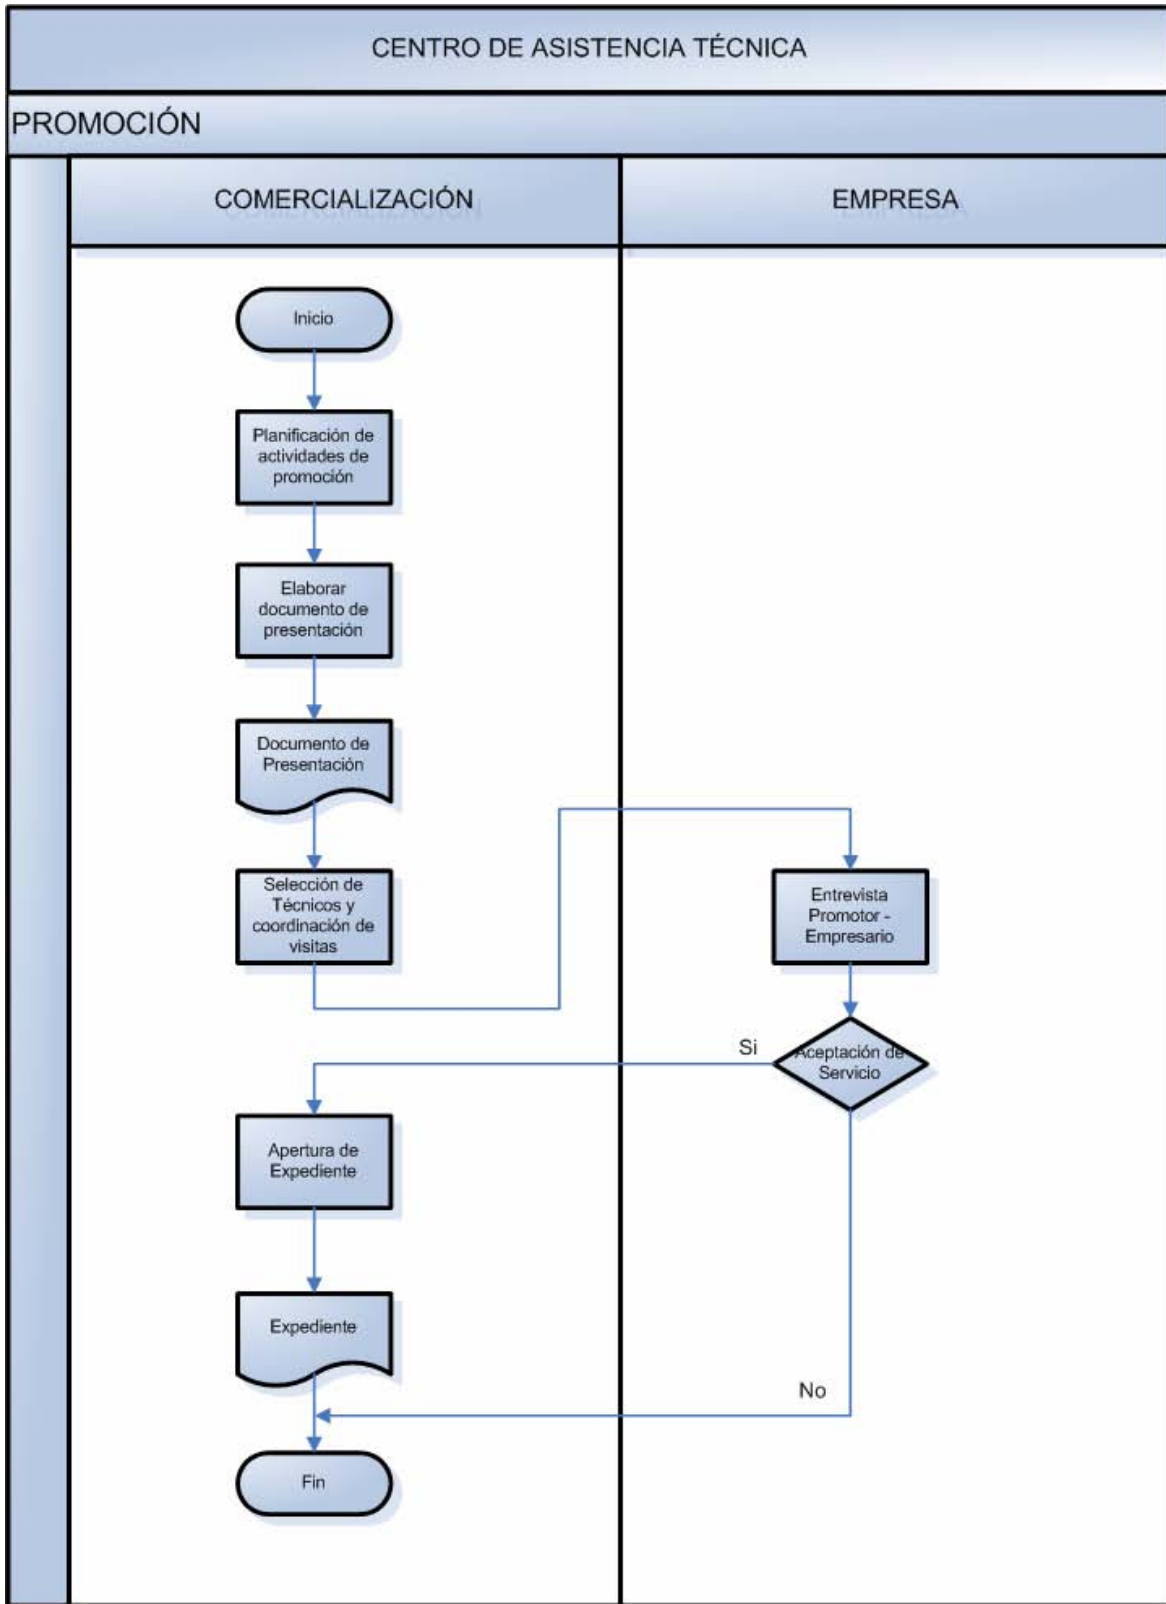 CENTRO DE ASISTENCIA TÉCNICA
PROMOCIÓN
COMERCIALIZACIÓN
EMPRESA
Inicio
Planificación de
actividades de
promoción
Elaborar
documento de
presentación
Documento de
Presentación
Selección de
Técnicos y
coordinación de
visitas
Entrevista
Promotor -
Empresario
Aceptación de
Servicio
Si
Apertura de
Expediente
Expediente
No
Fin